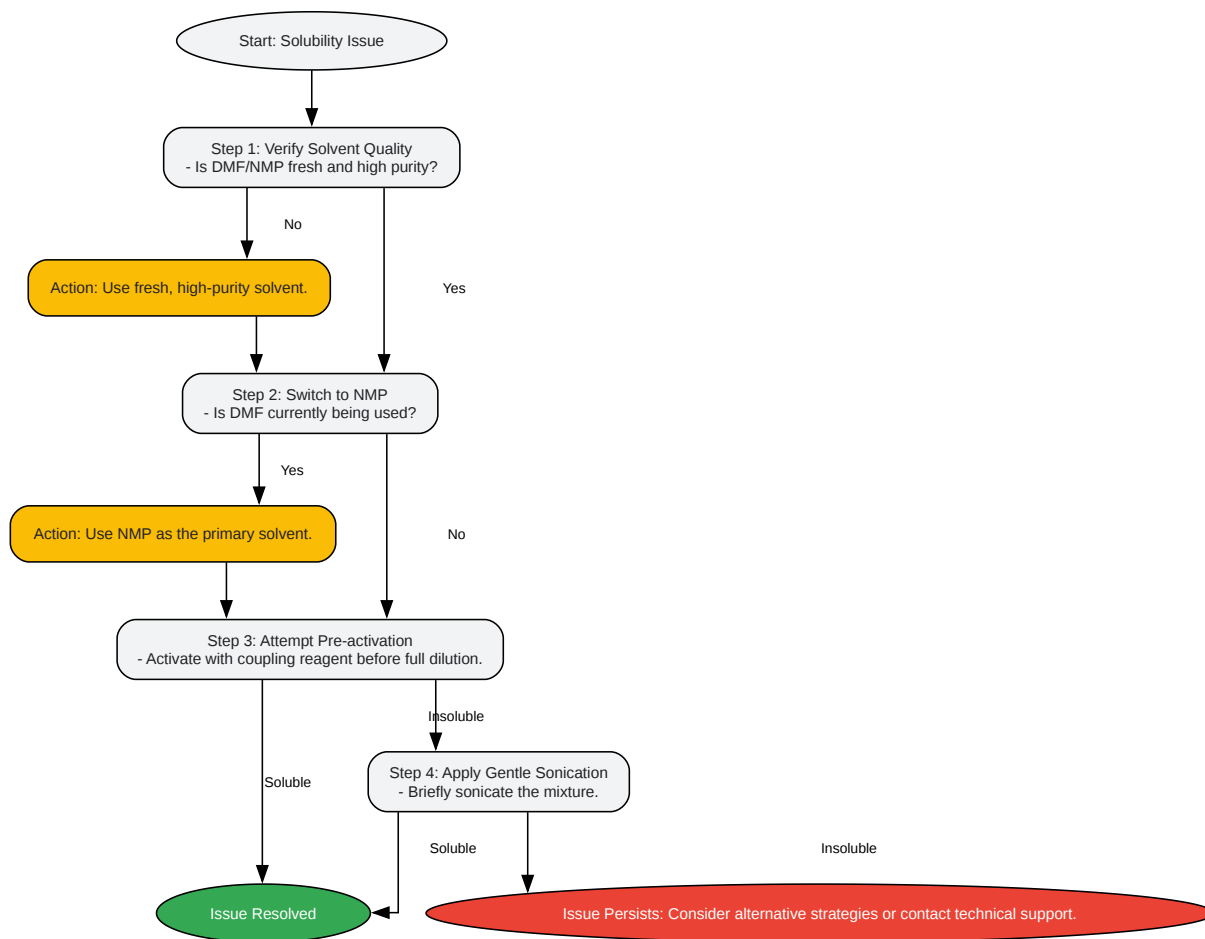 Start: Solubility Issue
Step 1: Verify Solvent Quality
- Is DMF/NMP fresh and high purity?
No
Action: Use fresh, high-purity solvent.
Yes
Step 2: Switch to NMP
- Is DMF currently being used?
Yes
Action: Use NMP as the primary solvent.
No
Step 3: Attempt Pre-activation
- Activate with coupling reagent before full dilution.
Insoluble
Step 4: Apply Gentle Sonication
- Briefly sonicate the mixture.
Soluble
Soluble
Insoluble
Issue Resolved
Issue Persists: Consider alternative strategies or contact technical support.